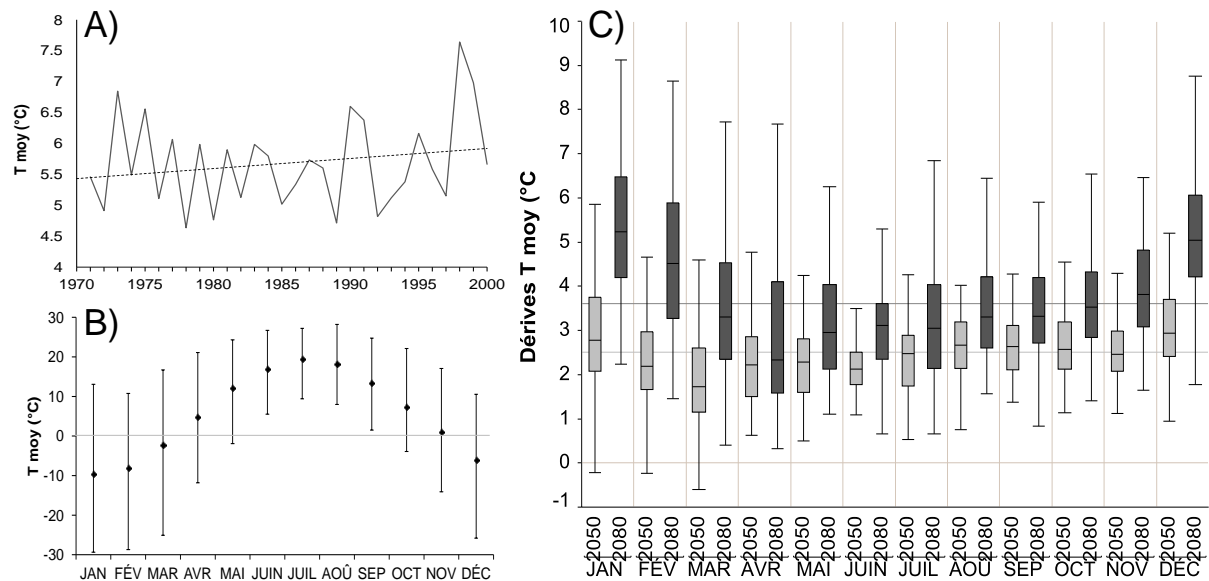 A)
T moy (°C)
8
7.5
7
6.5
6
5.5
5
4.5
4
1970 1975 1980 1985 1990 1995 2000
B)
T moy (°C)
30
20
10
0
-10
-20
-30
JAN FÉV MAR AVR MAI JUIN JUIL AOÛ SEP OCT NOV DÉC
C)
Dérives T moy (°C)
10
9
8
7
6
5
4
3
2
1
0
-1
2050 2080 2050 2080 2050 2080 2050 2080 2050 2080 2050 2080 2050 2080 2050 2080 2050 2080 2050 2080 2050 2080 2050 2080
JAN FÉV MAR AVR MAI JUIN JUIL AOÛ SEP OCT NOV DÉC